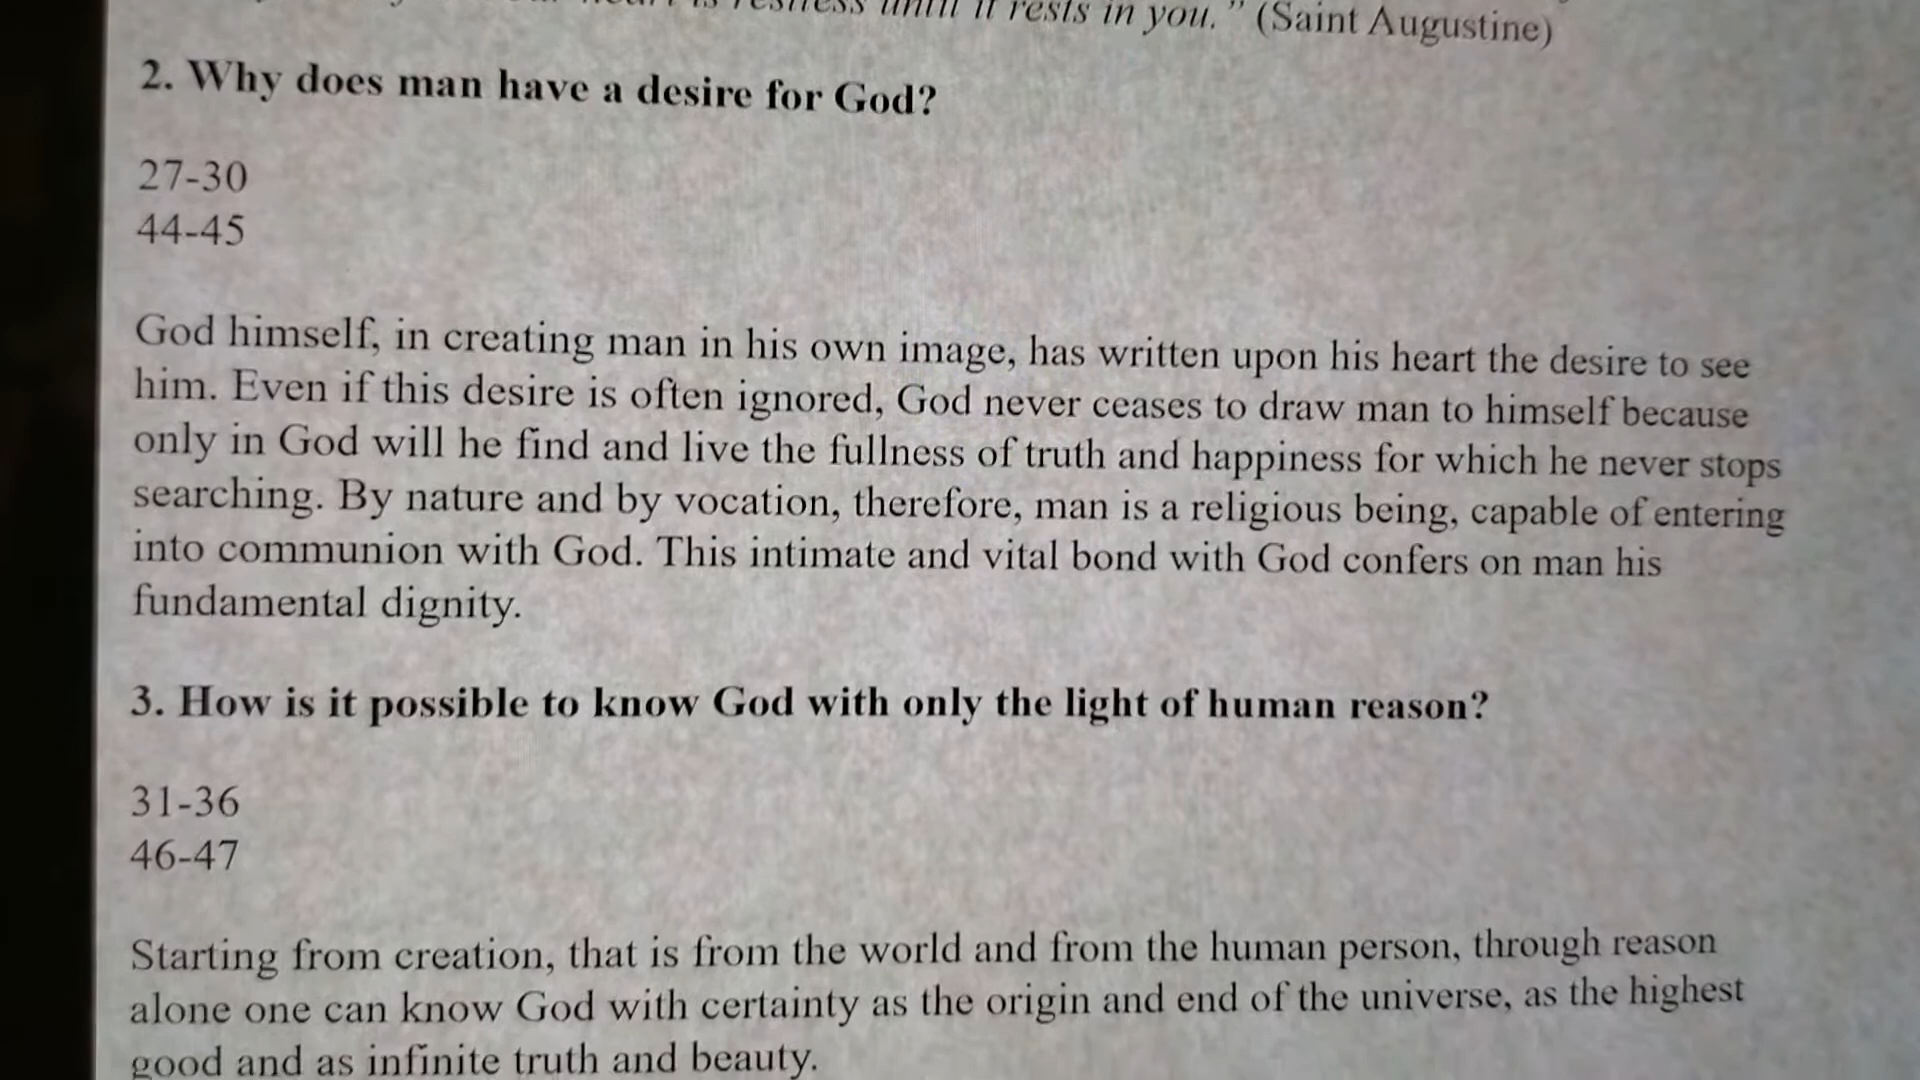 is restless until it rests in you." (Saint Augustine)
2. Why does man have a desire for God?
27-30
44-45
God himself, in creating man in his own image, has written upon his heart the desire to see
him. Even if this desire is often ignored, God never ceases to draw man to himself because
only in God will he find and live the fullness of truth and happiness for which he never stops
searching. By nature and by vocation, therefore, man is a religious being, capable of entering
into communion with God. This intimate and vital bond with God confers on man his
fundamental dignity.
3. How is it possible to know God with only the light of human reason?
31-36
46-47
Starting from creation, that is from the world and from the human person, through reason
alone one can know God with certainty as the origin and end of the universe, as the highest
good and as infinite truth and beauty.